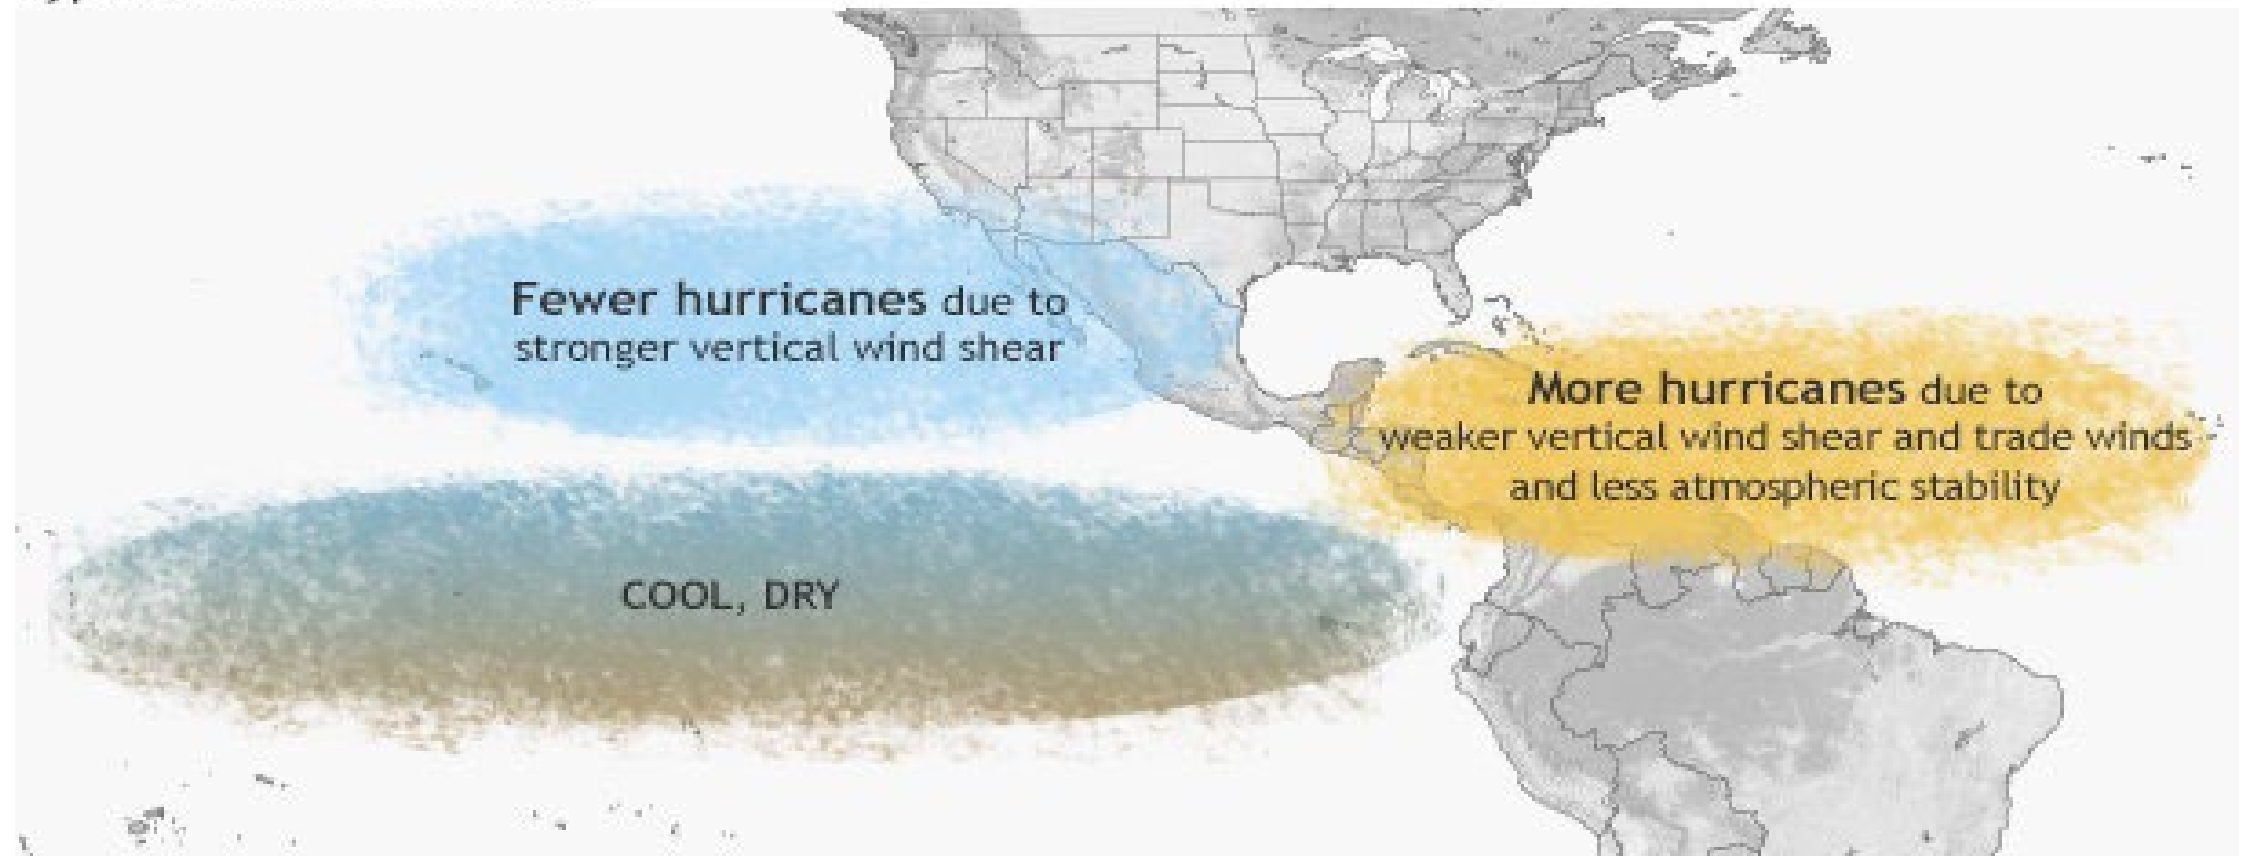 Fewer hurricanes due to
stronger vertical wind shear
More hurricanes due to
weaker vertical wind shear and trade winds
and less atmospheric stability
COOL, DRY